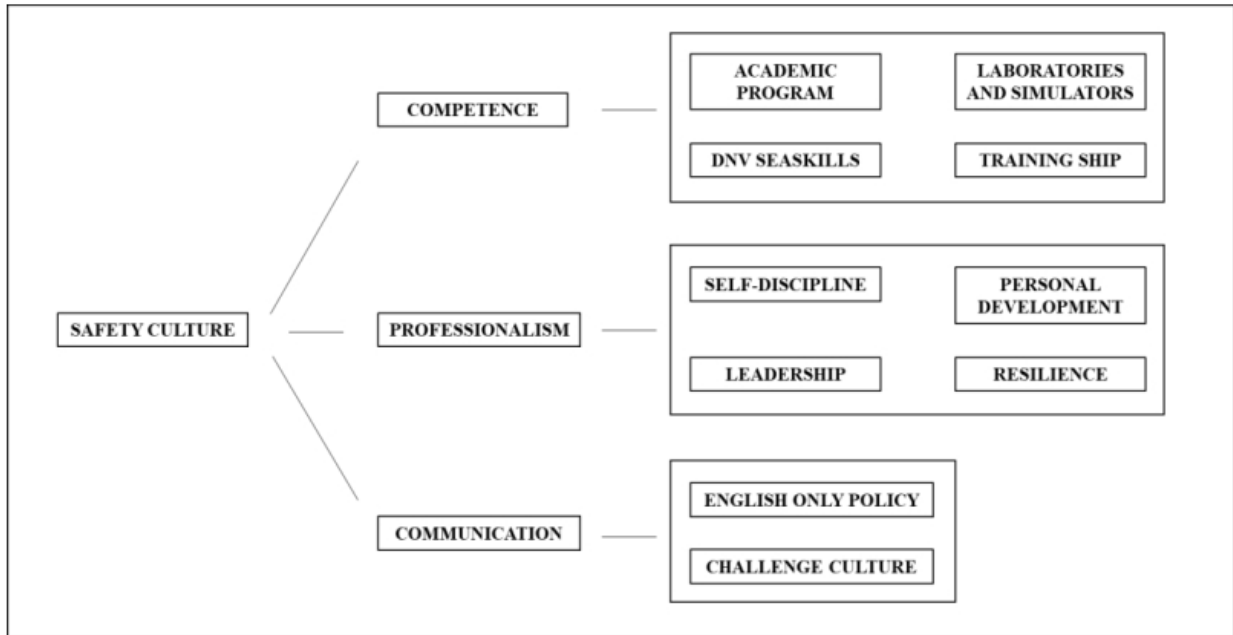 SAFETY CULTURE
COMPETENCE
ACADEMIC
PROGRAM
LABORATORIES
AND SIMULATORS
DNV SEASKILLS
TRAINING SHIP
PROFESSIONALISM
SELF-DISCIPLINE
PERSONAL
DEVELOPMENT
LEADERSHIP
RESILIENCE
COMMUNICATION
ENGLISH ONLY POLICY
CHALLENGE CULTURE